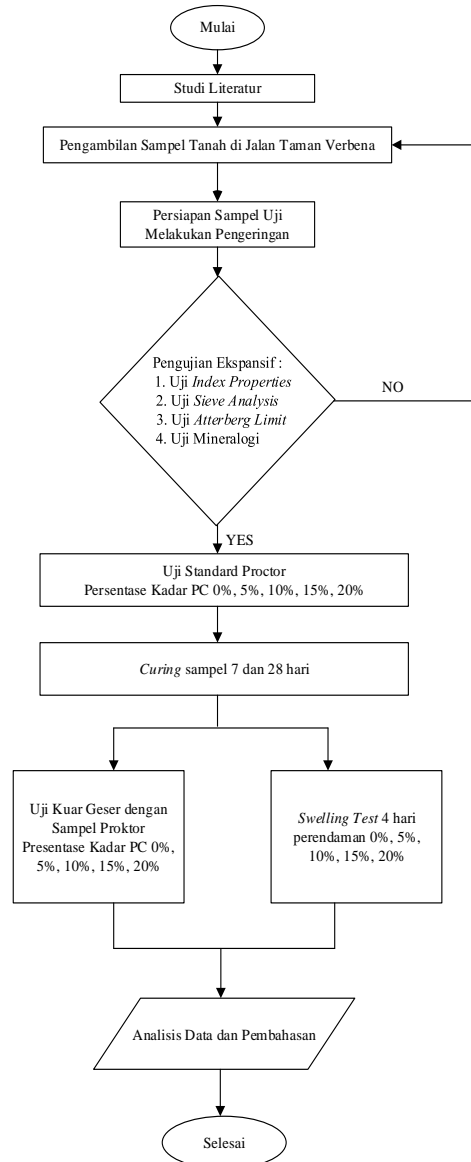 Mulai
Studi Literatur
Pengambilan Sampel Tanah di Jalan Taman Verbena
Persiapan Sampel Uji
Melakukan Pengeringan
Pengujian Ekspansif :
1. Uji Index Properties
2. Uji Sieve Analysis
3. Uji Atterberg Limit
4. Uji Mineralogi
NO
YES
Uji Standard Proctor
Persentase Kadar PC 0%, 5%, 10%, 15%, 20%
Curing sampel 7 dan 28 hari
Uji Kuar Geser dengan
Sampel Proktor
Presentase Kadar PC 0%,
5%, 10%, 15%, 20%
Swelling Test 4 hari
perendaman 0%, 5%,
10%, 15%, 20%
Analisis Data dan Pembahasan
Selesai